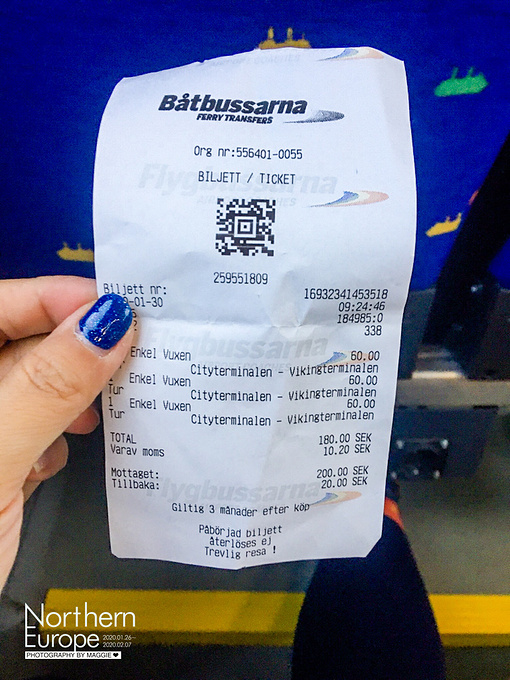 Båtbussarna
FERRY TRANSFERS
Org nr:556401-0055
BILJETT / TICKET
259551809
Biljett nr: 16932341453518
-01-30 09:24:46
184985:0
338
Enkel Vuxen 60.00
Cityterminalen - Vikingterminalen
Enkel Vuxen 60.00
Tur Cityterminalen - Vikingterminalen
1 Enkel Vuxen 60.00
Tur Cityterminalen - Vikingterminalen
TOTAL 180.00 SEK
Varav moms 10.20 SEK
Mottaget: 200.00 SEK
Tillbaka: 20.00 SEK
Flygbussarna
Giltig 3 månader efter köp
Påbörjad biljett
återlöses ej
Trevlig resa !
Northern
Europe 2020.01.26~
2020.02.07
PHOTOGRAPHY BY MAGGIE ❤